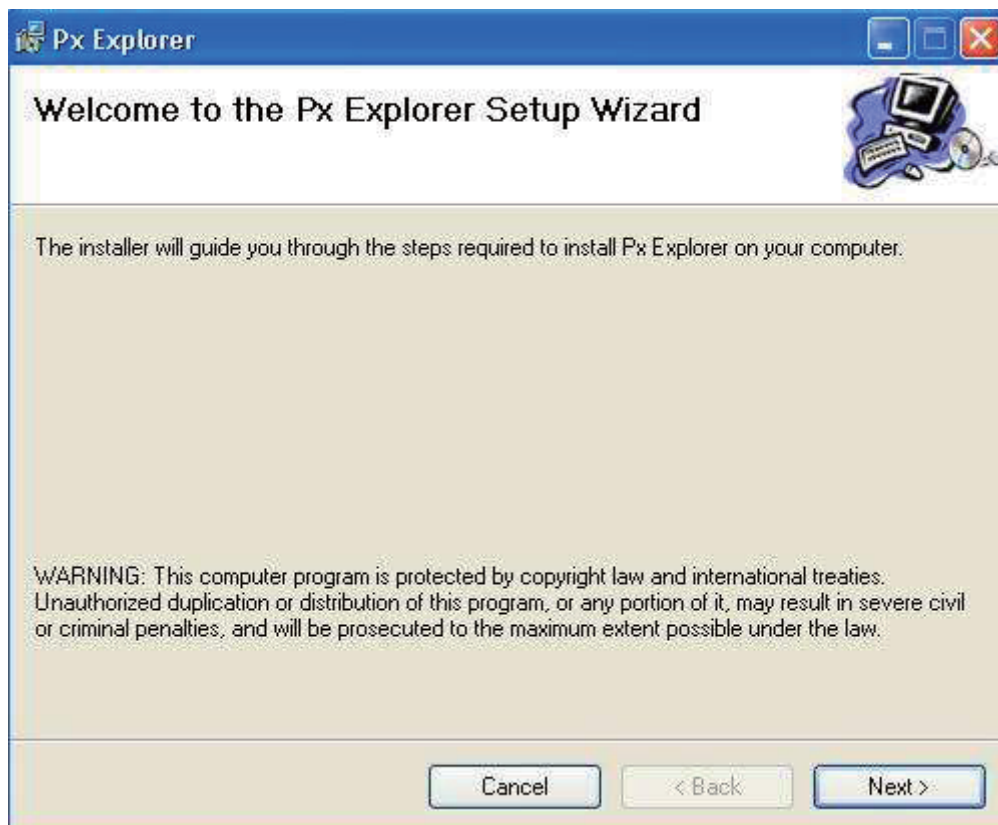 Px Explorer
Welcome to the Px Explorer Setup Wizard
The installer will guide you through the steps required to install Px Explorer on your computer.
WARNING: This computer program is protected by copyright law and international treaties.
Unauthorized duplication or distribution of this program, or any portion of it, may result in severe civil
or criminal penalties, and will be prosecuted to the maximum extent possible under the law.
Cancel
< Back
Next >